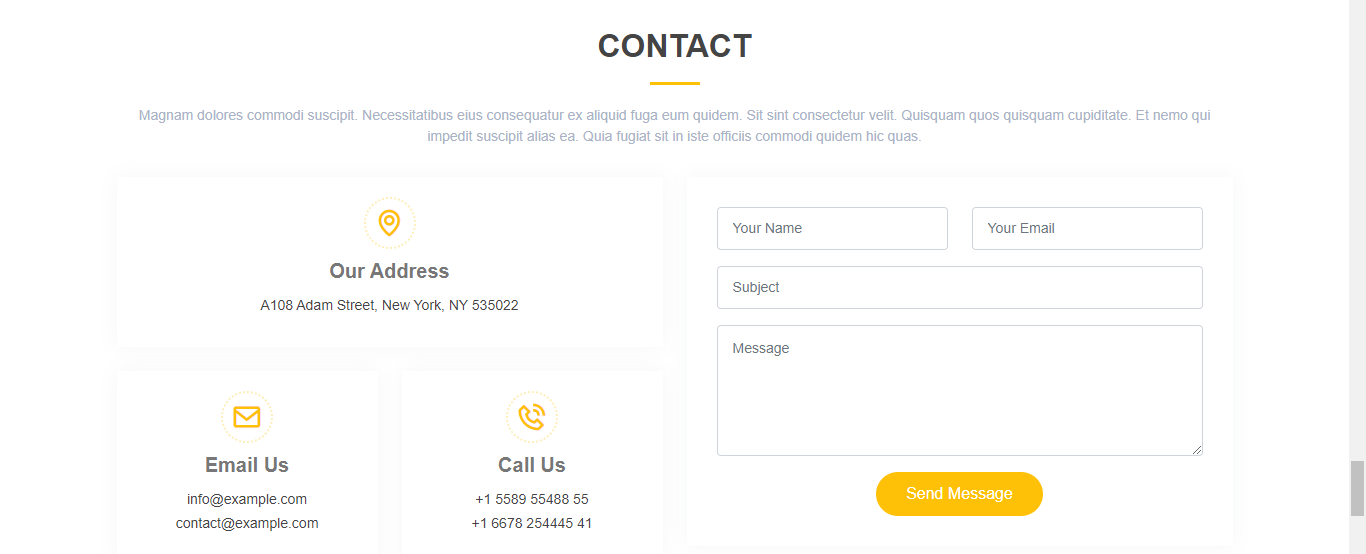 CONTACT
Magnam dolores commodi suscipit. Necessitatibus eius consequatur ex aliquid fuga eum quidem. Sit sint consectetur velit. Quisquam quos quisquam cupiditate. Et nemo qui
impedit suscipit alias ea. Quia fugiat sit in iste officiis commodi quidem hic quas.
Our Address
A108 Adam Street, New York, NY 535022
Email Us
info@example.com
contact@example.com
Call Us
+1 5589 55488 55
+1 6678 254445 41
Your Name
Your Email
Subject
Message
Send Message